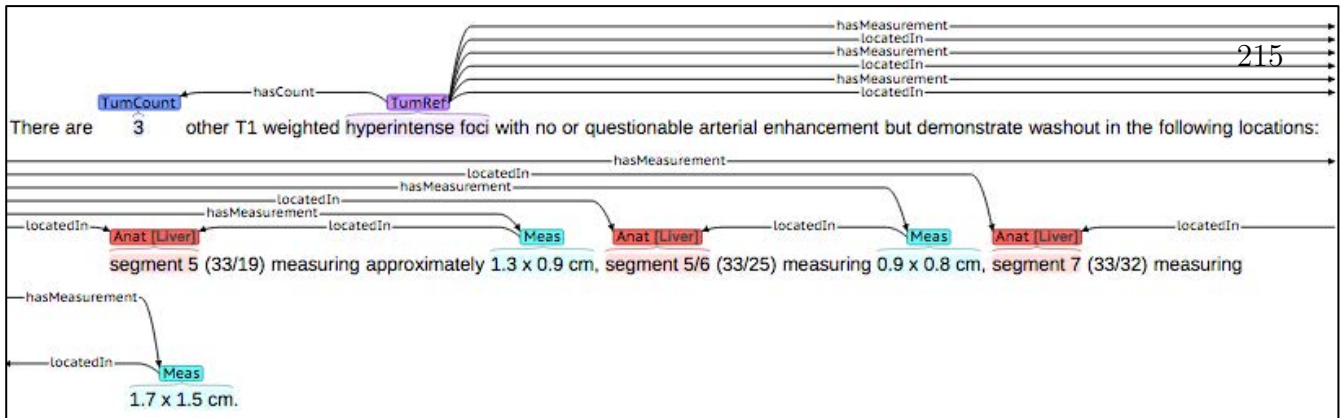 hasMeasurement
locatedIn
hasMeasurement
215
locatedIn
hasMeasurement
TumCount hasCount TumRef locatedIn
There are 3 other T1 weighted hyperintense foci with no or questionable arterial enhancement but demonstrate washout in the following locations:
hasMeasurement
locatedIn
hasMeasurement
locatedIn
hasMeasurement
locatedIn Anat [Liver] locatedIn Meas Anat [Liver] locatedIn Meas Anat [Liver] locatedIn
segment 5 (33/19) measuring approximately 1.3 x 0.9 cm, segment 5/6 (33/25) measuring 0.9 x 0.8 cm, segment 7 (33/32) measuring
hasMeasurement
locatedIn Meas
1.7 x 1.5 cm.